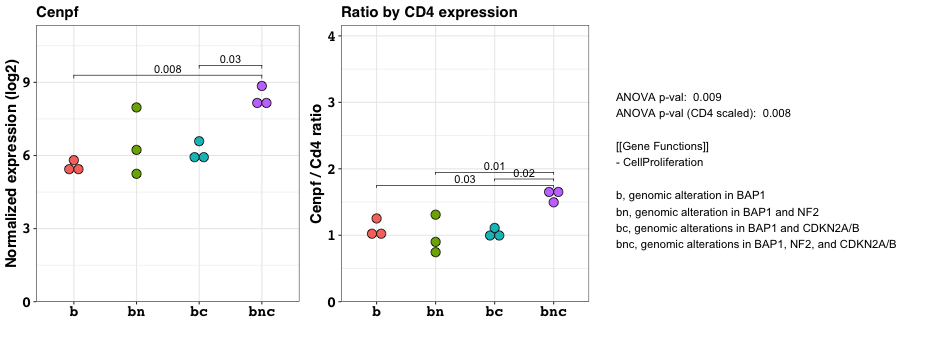 Cenpf
Normalized expression (log2)
9
6
3
0
0.03
0.008
b
bn
bc
bnc
Ratio by CD4 expression
Cenpf / Cd4 ratio
4
3
2
1
0
0.01
0.02
0.03
b
bn
bc
bnc
ANOVA p-val:  0.009
ANOVA p-val (CD4 scaled):  0.008
[[Gene Functions]]
- CellProliferation
b, genomic alteration in BAP1
bn, genomic alteration in BAP1 and NF2
bc, genomic alterations in BAP1 and CDKN2A/B
bnc, genomic alterations in BAP1, NF2, and CDKN2A/B